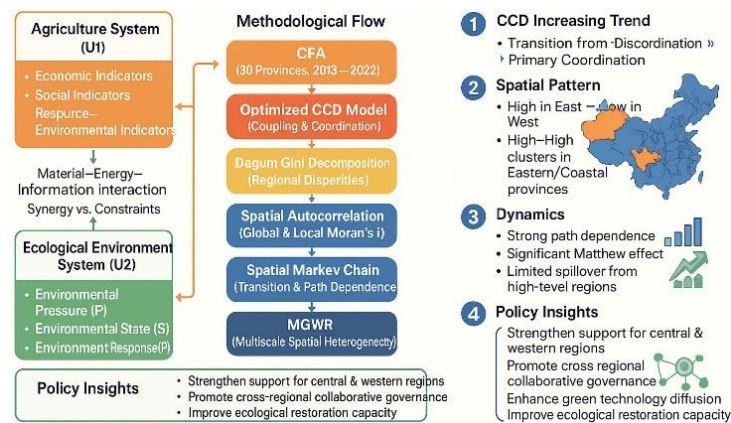 Agriculture System
(U1)
• Economic Indicators
• Social Indicators
Respurce—
Environmental Indicators
Material—Energy—
Information interaction
Synergy vs. Constraints
Ecological Environment
System (U2)
• Environmental
Pressure (P)
• Environmental State (S)
• Environment Response(P)
Methodological Flow
CFA
(30 Provinces, 2013—2022)
Optimized CCD Model
(Coupling & Coordination)
Dagum Gini Decomposition
(Regional Disperities)
Spatial Autocorrelation
(Global & Local Moran's i)
Spatial Markev Chain
(Transition & Path Dependence
MGWR
(Multiscale Spatial Heterogenecty)
1 CCD Increasing Trend
• Transition from -Discordination »
Primary Coordination
2 Spatial Pattern
• High in East — Low in
West
• High—High
clusters in
Eastern/Coastal
provinces
3 Dynamics
• Strong path dependence
• Significant Matthew effect
• Limited spillover from
high-tevel regions
4 Policy Insights
Strengthen support for central &
western regions
Promote cross regional
collaborative governance
Enhance green technology diffusion
Improve ecological restoration capacity
Policy Insights
• Strengthen support for central & western regions
• Promote cross-regional collaborative governance
• Improve ecological restoration capacity